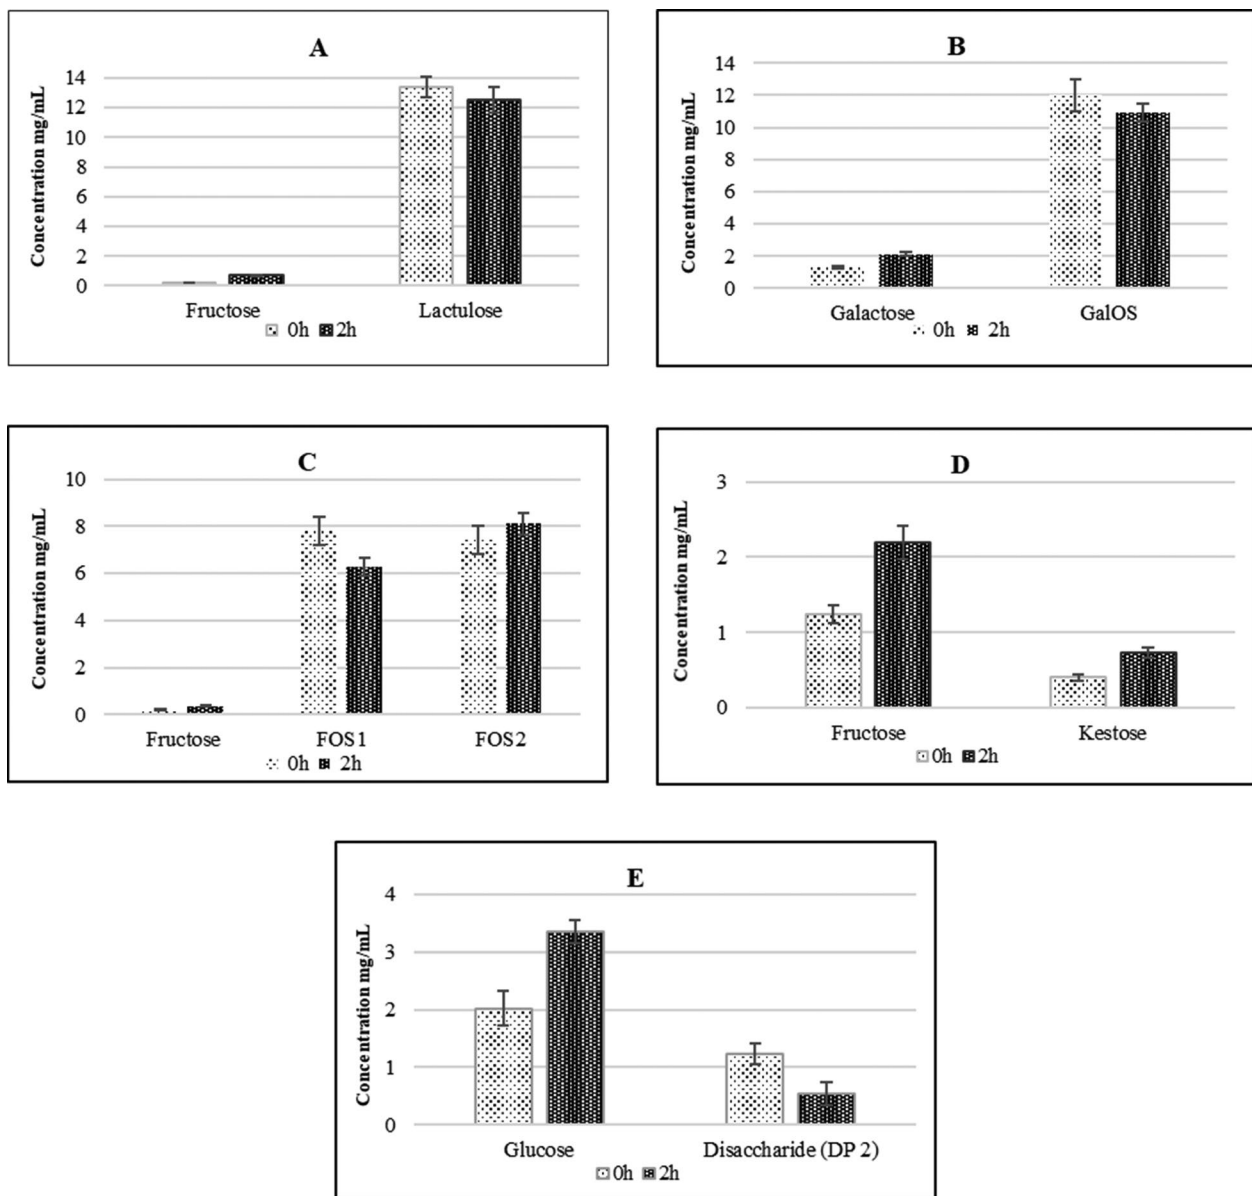 A
Concentration mg/mL
14
12
10
8
6
4
2
0
Fructose Lactulose
0h 2h
B
Concentration mg/mL
14
12
10
8
6
4
2
0
Galactose GalOS
0h 2h
C
Concentration mg/mL
10
8
6
4
2
0
Fructose FOS1 FOS2
0h 2h
D
Concentration mg/mL
3
2
1
0
Fructose Kestose
0h 2h
E
Concentration mg/mL
4
3
2
1
0
Glucose Disaccharide (DP 2)
0h 2h